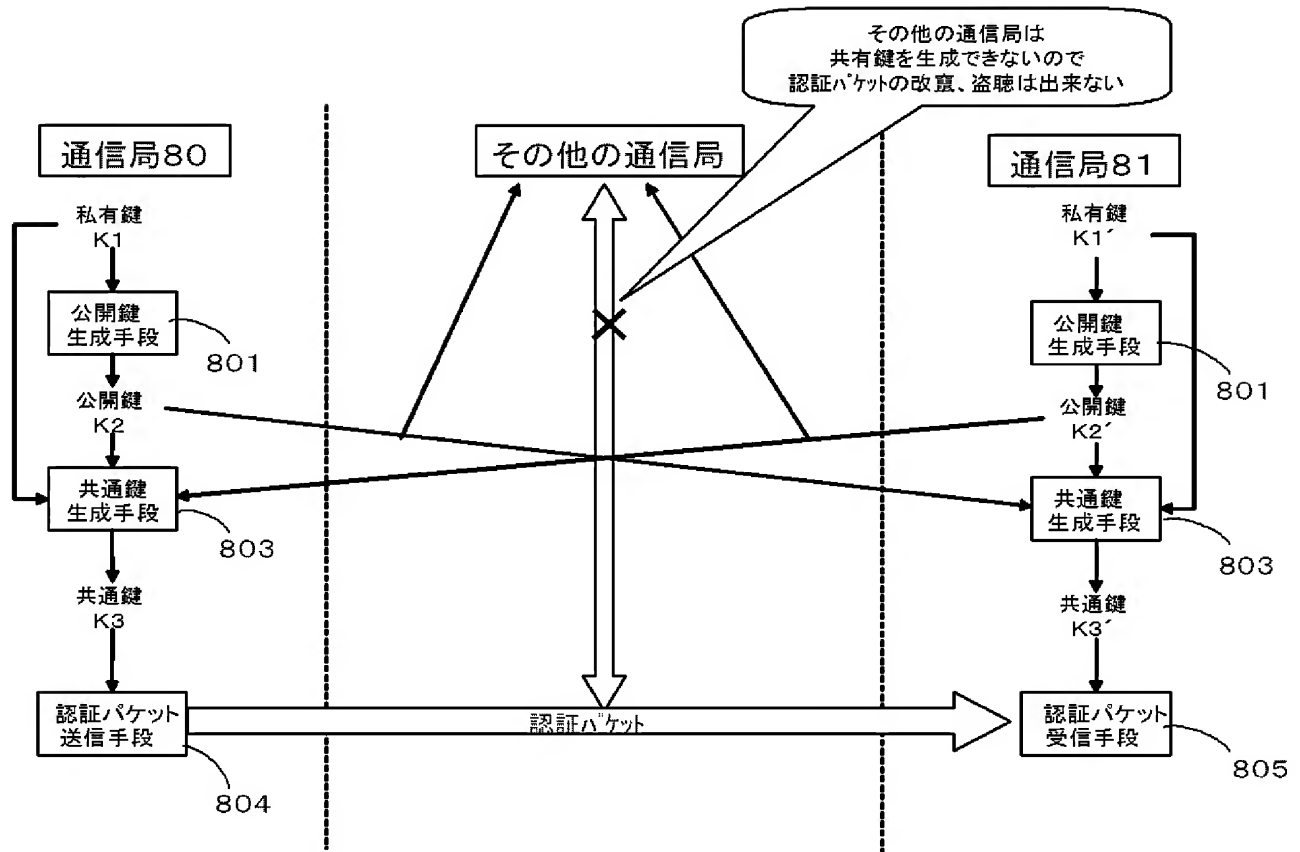 その他の通信局は
共有鍵を生成できないので
認証パケットの改竄、盗聴は出来ない
通信局80
その他の通信局
通信局81
私有鍵
K1
公開鍵
生成手段
801
公開鍵
K2
共通鍵
生成手段
803
共通鍵
K3
認証パケット
送信手段
804
認証パケット
私有鍵
K1´
公開鍵
生成手段
801
公開鍵
K2´
共通鍵
生成手段
803
共通鍵
K3´
認証パケット
受信手段
805